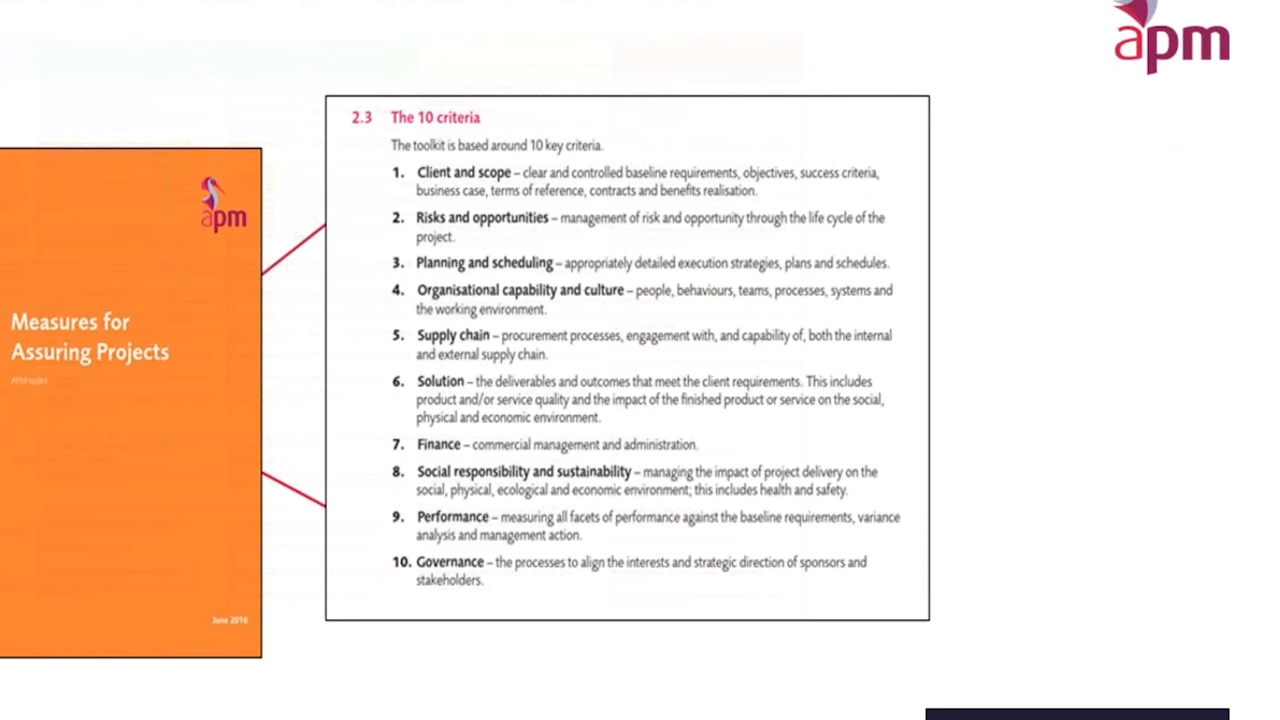 apm
2.3 The 10 criteria
The toolkit is based around 10 key criteria.
1. Client and scope – clear and controlled baseline requirements, objectives, success criteria,
business case, terms of reference, contracts and benefits realisation.
2. Risks and opportunities – management of risk and opportunity through the life cycle of the
project.
3. Planning and scheduling – appropriately detailed execution strategies, plans and schedules.
4. Organisational capability and culture – people, behaviours, teams, processes, systems and
the working environment.
5. Supply chain – procurement processes, engagement with, and capability of, both the internal
and external supply chain.
6. Solution – the deliverables and outcomes that meet the client requirements. This includes
product and/or service quality and the impact of the finished product or service on the social,
physical and economic environment.
7. Finance – commercial management and administration.
8. Social responsibility and sustainability – managing the impact of project delivery on the
social, physical, ecological and economic environment; this includes health and safety.
9. Performance – measuring all facets of performance against the baseline requirements, variance
analysis and management action.
10. Governance – the processes to align the interests and strategic direction of sponsors and
stakeholders.
apm
Measures for
Assuring Projects
APM toolkit
June 2016